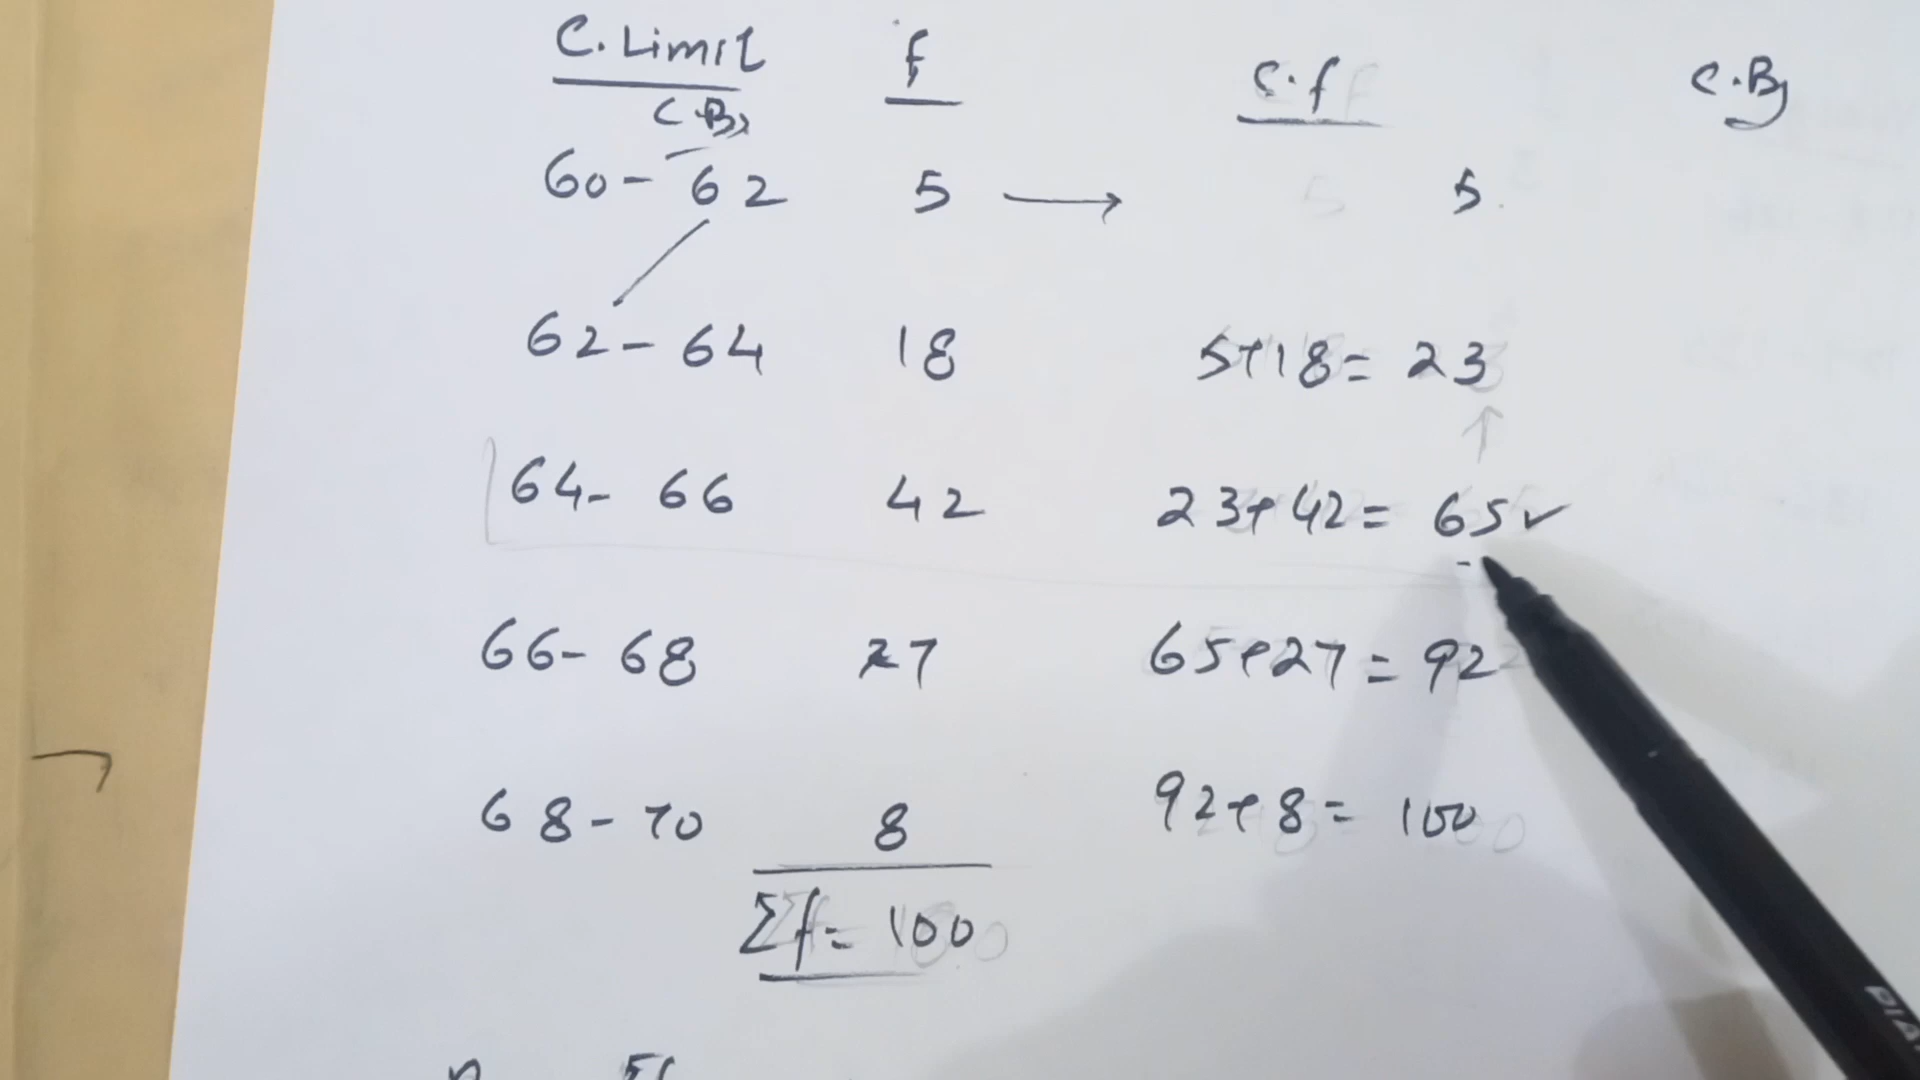 C. Limit f c.f C.B,
C.B,
60 - 62 5 → 5
62 - 64 18 5+18 = 23
64 - 66 42 23+42 = 65 ✓
66 - 68 27 65+27 = 92
68 - 70 8 92+8 = 100
Σf = 100